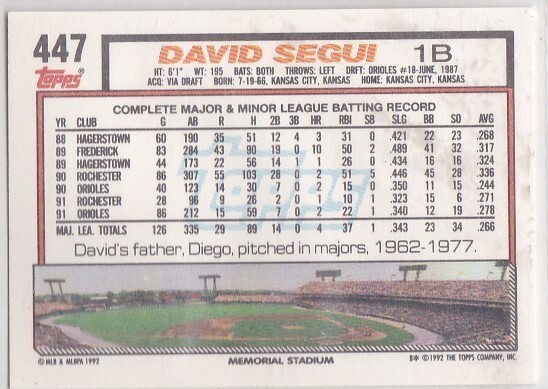 447
Topps
DAVID SEGUI 1B
HT: 6'1" WT: 195 BATS: BOTH THROWS: LEFT DRFT: ORIOLES #18-JUNE, 1987
ACQ: VIA DRAFT BORN: 7-19-66, KANSAS CITY, KANSAS HOME: KANSAS CITY, KANSAS
COMPLETE MAJOR & MINOR LEAGUE BATTING RECORD
YR CLUB G AB R H 2B 3B HR RBI SB SLG BB SO AVG
88 HAGERSTOWN 60 190 35 51 12 4 3 31 0 .421 22 23 .268
89 FREDERICK 83 284 43 90 19 0 10 50 2 .489 41 32 .317
89 HAGERSTOWN 44 173 22 56 14 1 1 26 0 .434 16 16 .324
90 ROCHESTER 86 307 55 103 28 0 2 51 5 .446 45 28 .336
90 ORIOLES 40 123 14 30 7 0 2 15 0 .350 11 15 .244
91 ROCHESTER 28 96 9 26 2 0 1 10 1 .323 15 6 .271
91 ORIOLES 86 212 15 59 7 0 2 22 1 .340 12 19 .278
MAJ. LEA. TOTALS 126 335 29 89 14 0 4 37 1 .343 23 34 .266
David's father, Diego, pitched in majors, 1962-1977.
© MLB & MLBPA 1992 MEMORIAL STADIUM B* © 1992 THE TOPPS COMPANY, INC.